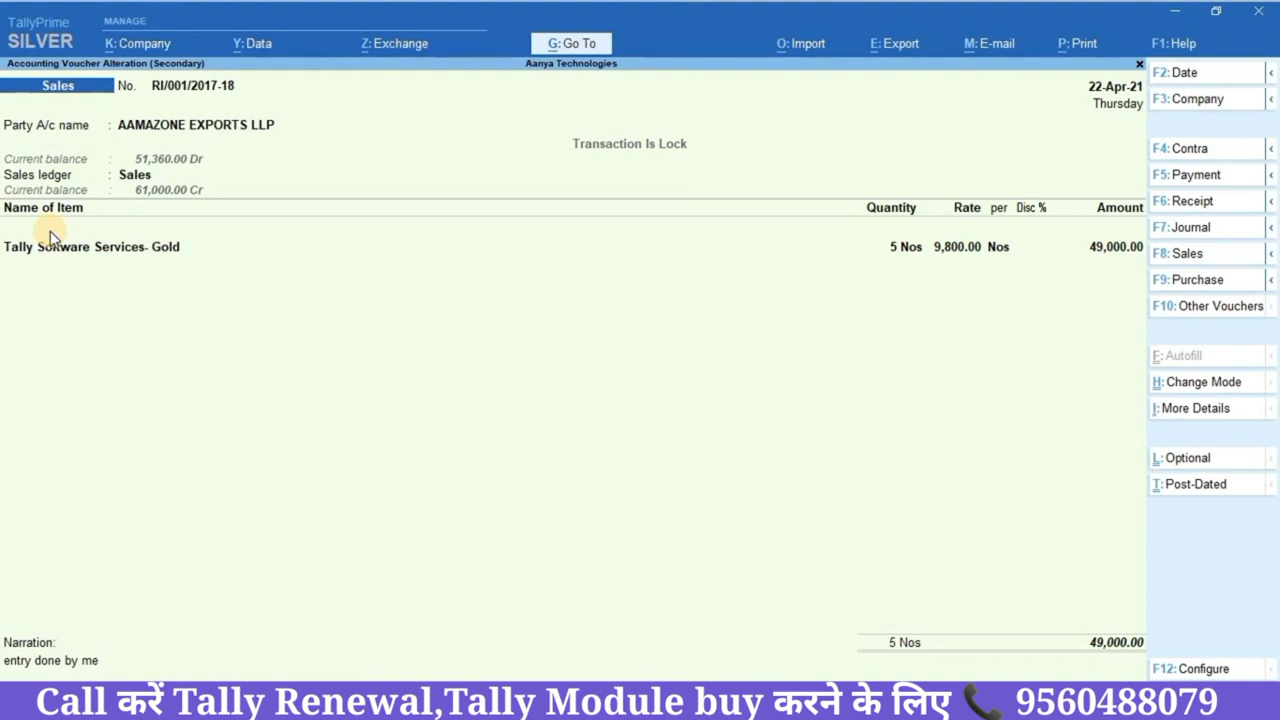 TallyPrime
SILVER
MANAGE
K: Company Y: Data Z: Exchange G: Go To O: Import E: Export M: E-mail P: Print F1: Help
Accounting Voucher Alteration (Secondary) Aanya Technologies
Sales No. RI/001/2017-18 22-Apr-21
Thursday
Party A/c name : AAMAZONE EXPORTS LLP
Transaction Is Lock
Current balance : 51,360.00 Dr
Sales ledger : Sales
Current balance : 61,000.00 Cr
Name of Item Quantity Rate per Disc % Amount
Tally Services- Gold 5 Nos 9,800.00 Nos 49,000.00
Narration: 5 Nos 49,000.00
entry done by me
F2: Date
F3: Company
F4: Contra
F5: Payment
F6: Receipt
F7: Journal
F8: Sales
F9: Purchase
F10: Other Vouchers
F: Autofill
H: Change Mode
I: More Details
L: Optional
T: Post-Dated
F12: Configure
Call करें Tally Renewal,Tally Module buy करने के लिए 📞 9560488079